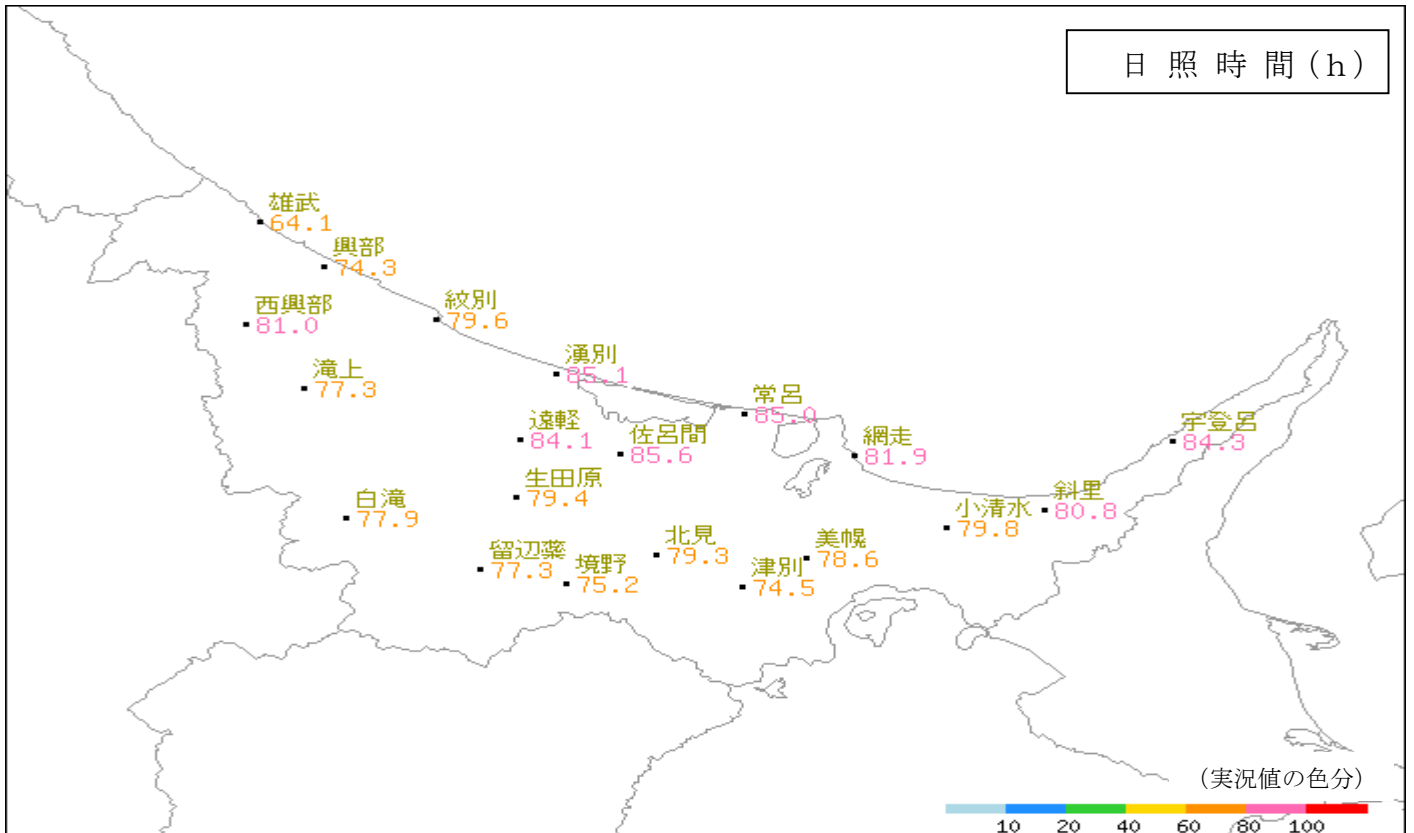 日 照 時 間 (ｈ)
雄武
64.1
興部
74.3
西興部
81.0
紋別
79.6
滝上
77.3
湧別
85.1
常呂
85.0
遠軽
84.1
佐呂間
85.6
網走
81.9
宇登呂
84.3
生田原
79.4
白滝
77.9
小清水
79.8
斜里
80.8
留辺蘂
77.3
境野
75.2
北見
79.3
美幌
78.6
津別
74.5
（実況値の色分）
10 20 40 60 80 100